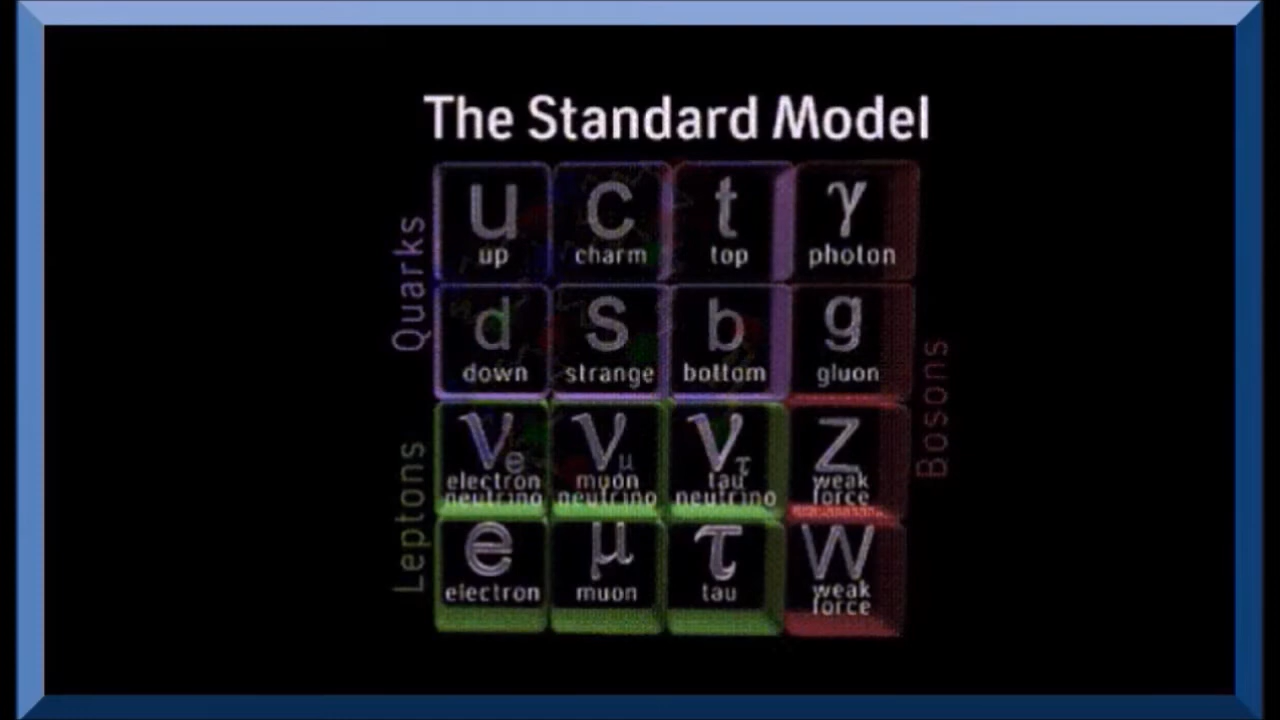 The Standard Model
Quarks
u
up
c
charm
t
top
γ
photon
d
down
s
strange
b
bottom
g
gluon
Bosons
Leptons
νe
electron
neutrino
νμ
muon
neutrino
ντ
tau
neutrino
Z
weak
force
e
electron
μ
muon
τ
tau
W
weak
force